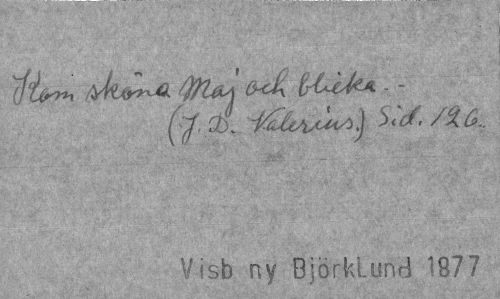 Kom sköna Maj och blicka. -
(J. D. Valerius.) Sid. 126.
Visb ny BjörkLund 1877